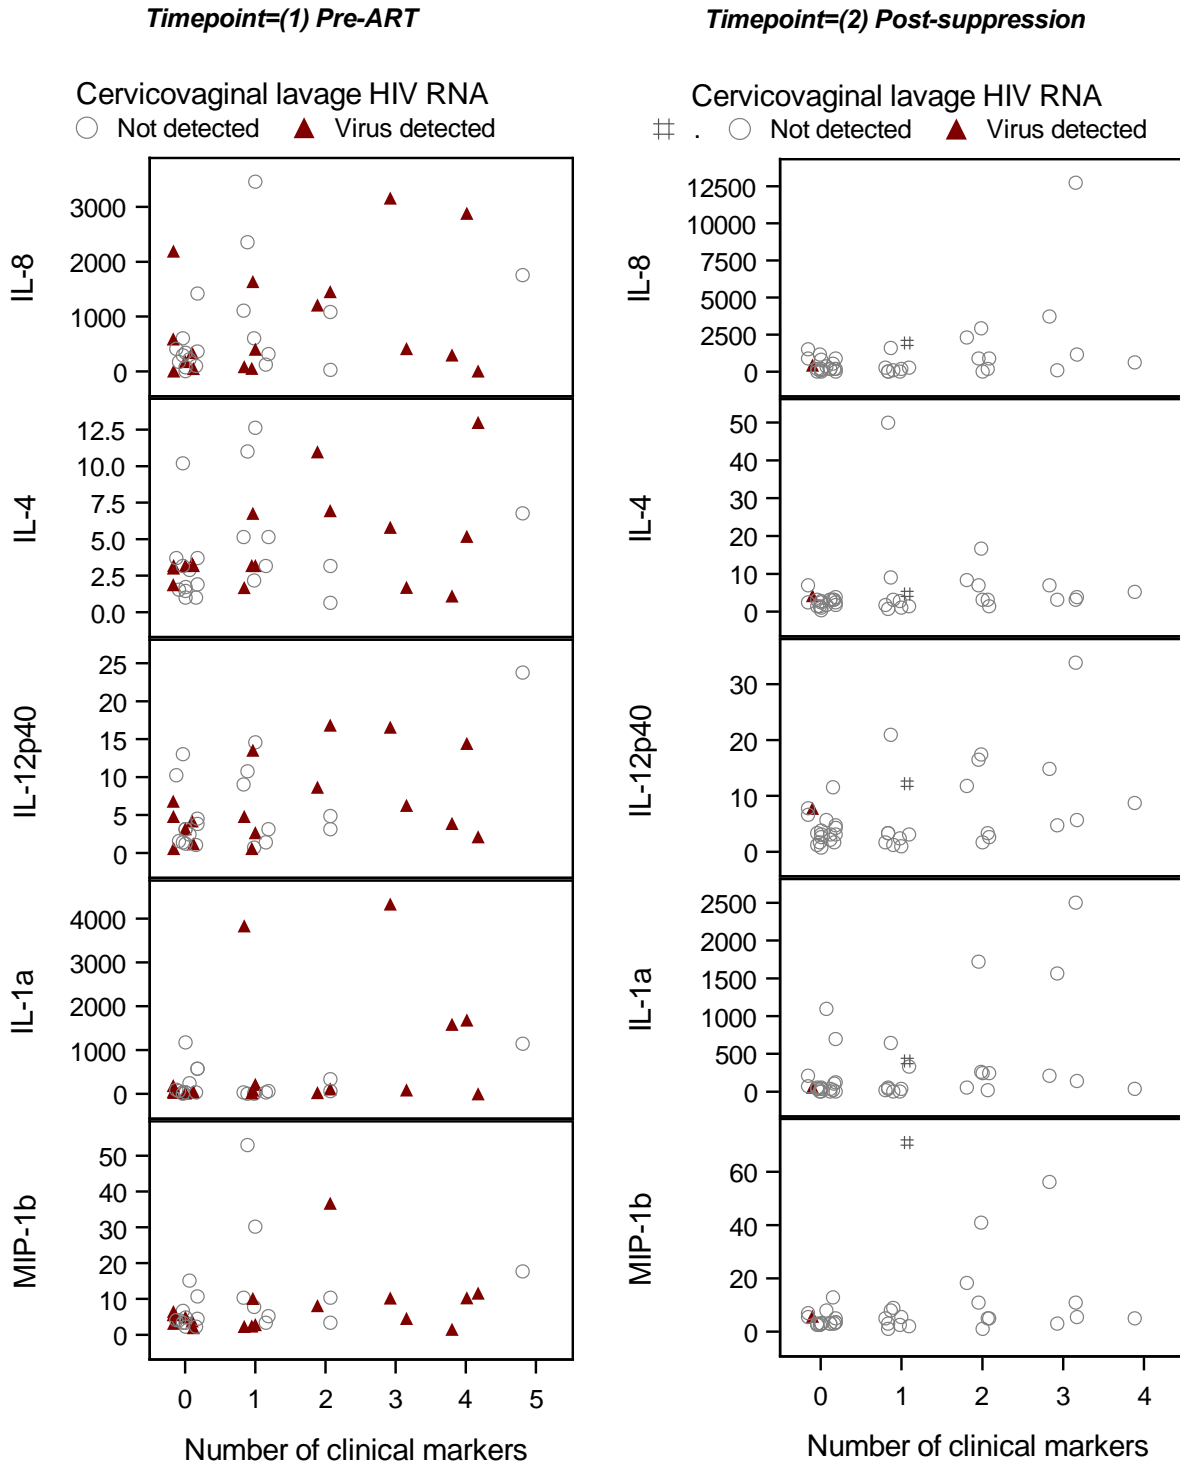 Timepoint=(1) Pre-ART
Cervicovaginal lavage HIV RNA
Not detected Virus detected
IL-8
3000
2000
1000
0
IL-4
12.5
10.0
7.5
5.0
2.5
0.0
IL-12p40
25
20
15
10
5
0
IL-1a
4000
3000
2000
1000
0
MIP-1b
50
40
30
20
10
0
0 1 2 3 4 5
Number of clinical markers
Timepoint=(2) Post-suppression
Cervicovaginal lavage HIV RNA
. Not detected Virus detected
IL-8
12500
10000
7500
5000
2500
0
IL-4
50
40
30
20
10
0
IL-12p40
30
20
10
0
IL-1a
2500
2000
1500
1000
500
0
MIP-1b
60
40
20
0
0 1 2 3 4
Number of clinical markers